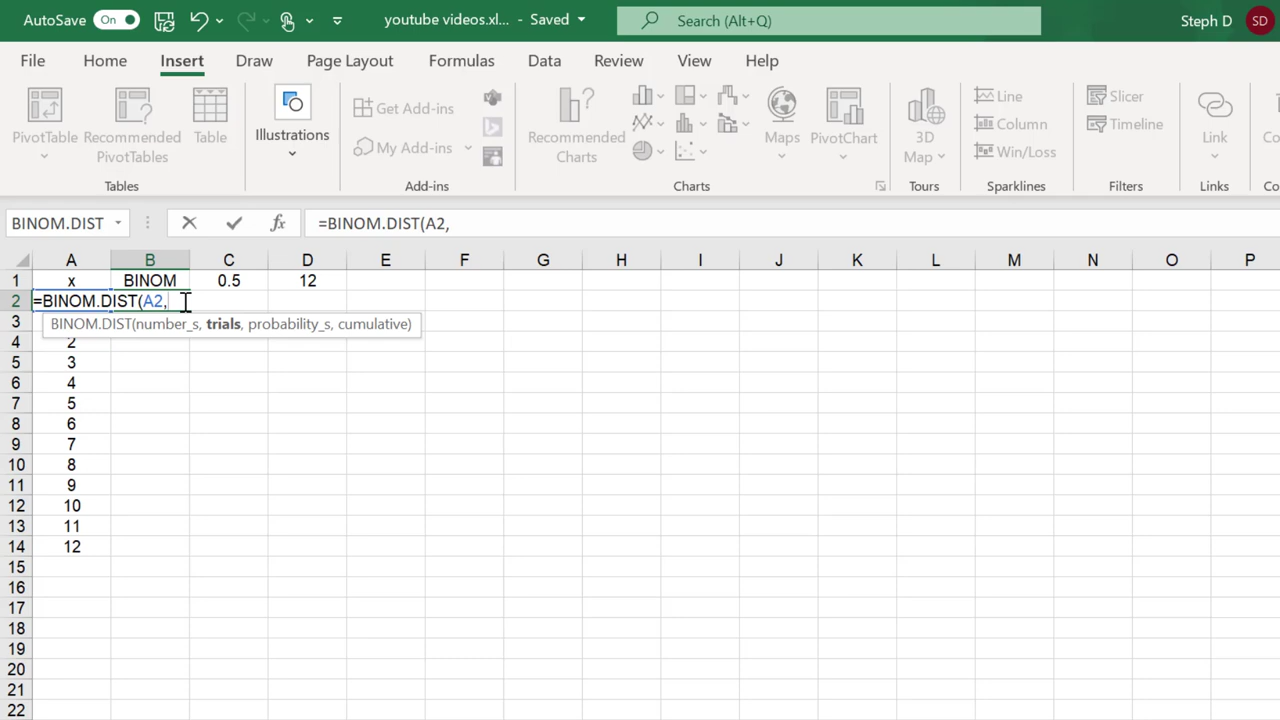 AutoSave On youtube videos.xl... - Saved Search (Alt+Q) Steph D SD
File Home Insert Draw Page Layout Formulas Data Review View Help
PivotTable
Recommended
PivotTables
Table
Illustrations
Get Add-ins
My Add-ins
Recommended
Charts
Maps
PivotChart
3D
Map
Line
Column
Win/Loss
Slicer
Timeline
Link
Tables Add-ins Charts Tours Sparklines Filters Links Co
BINOM.DIST fx =BINOM.DIST(A2,
A B C D E F G H I J K L M N O P
1 x BINOM 0.5 12
2 =BINOM.DIST(A2,
3 BINOM.DIST(number_s, trials, probability_s, cumulative)
4 2
5 3
6 4
7 5
8 6
9 7
10 8
11 9
12 10
13 11
14 12
15
16
17
18
19
20
21
22